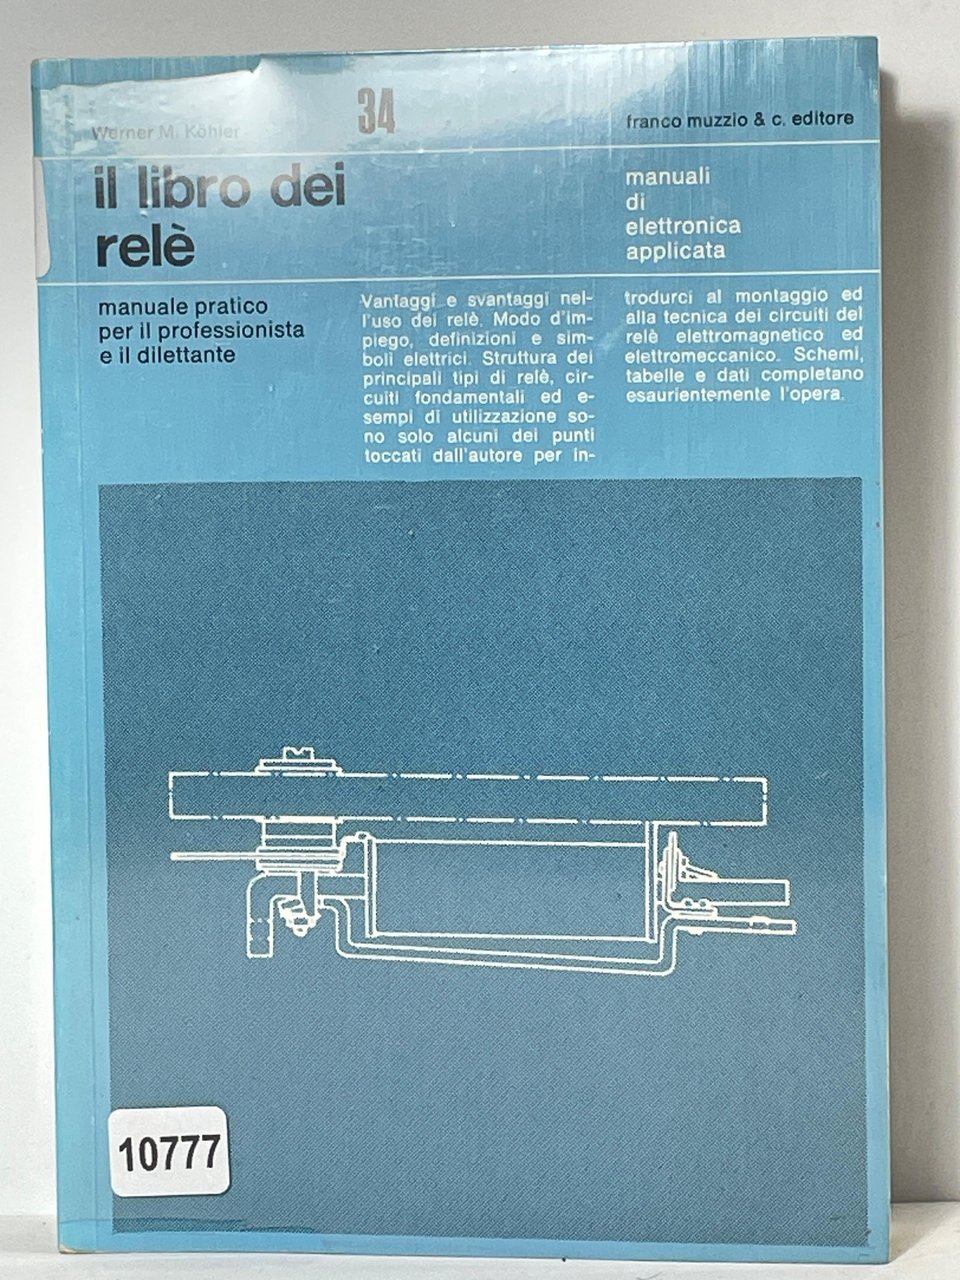 Werner M. Köhler
34
franco muzzio & c. editore
il libro dei
relè
manuali
di
elettronica
applicata
manuale pratico
per il professionista
e il dilettante
Vantaggi e svantaggi nel-
l'uso dei relè. Modo d'im-
piego, definizioni e sim-
boli elettrici. Struttura dei
principali tipi di relè, cir-
cuiti fondamentali ed e-
sempi di utilizzazione so-
no solo alcuni dei punti
toccati dall'autore per in-
trodurci al montaggio ed
alla tecnica dei circuiti del
relè elettromagnetico ed
elettromeccanico. Schemi,
tabelle e dati completano
esaurientemente l'opera.
10777